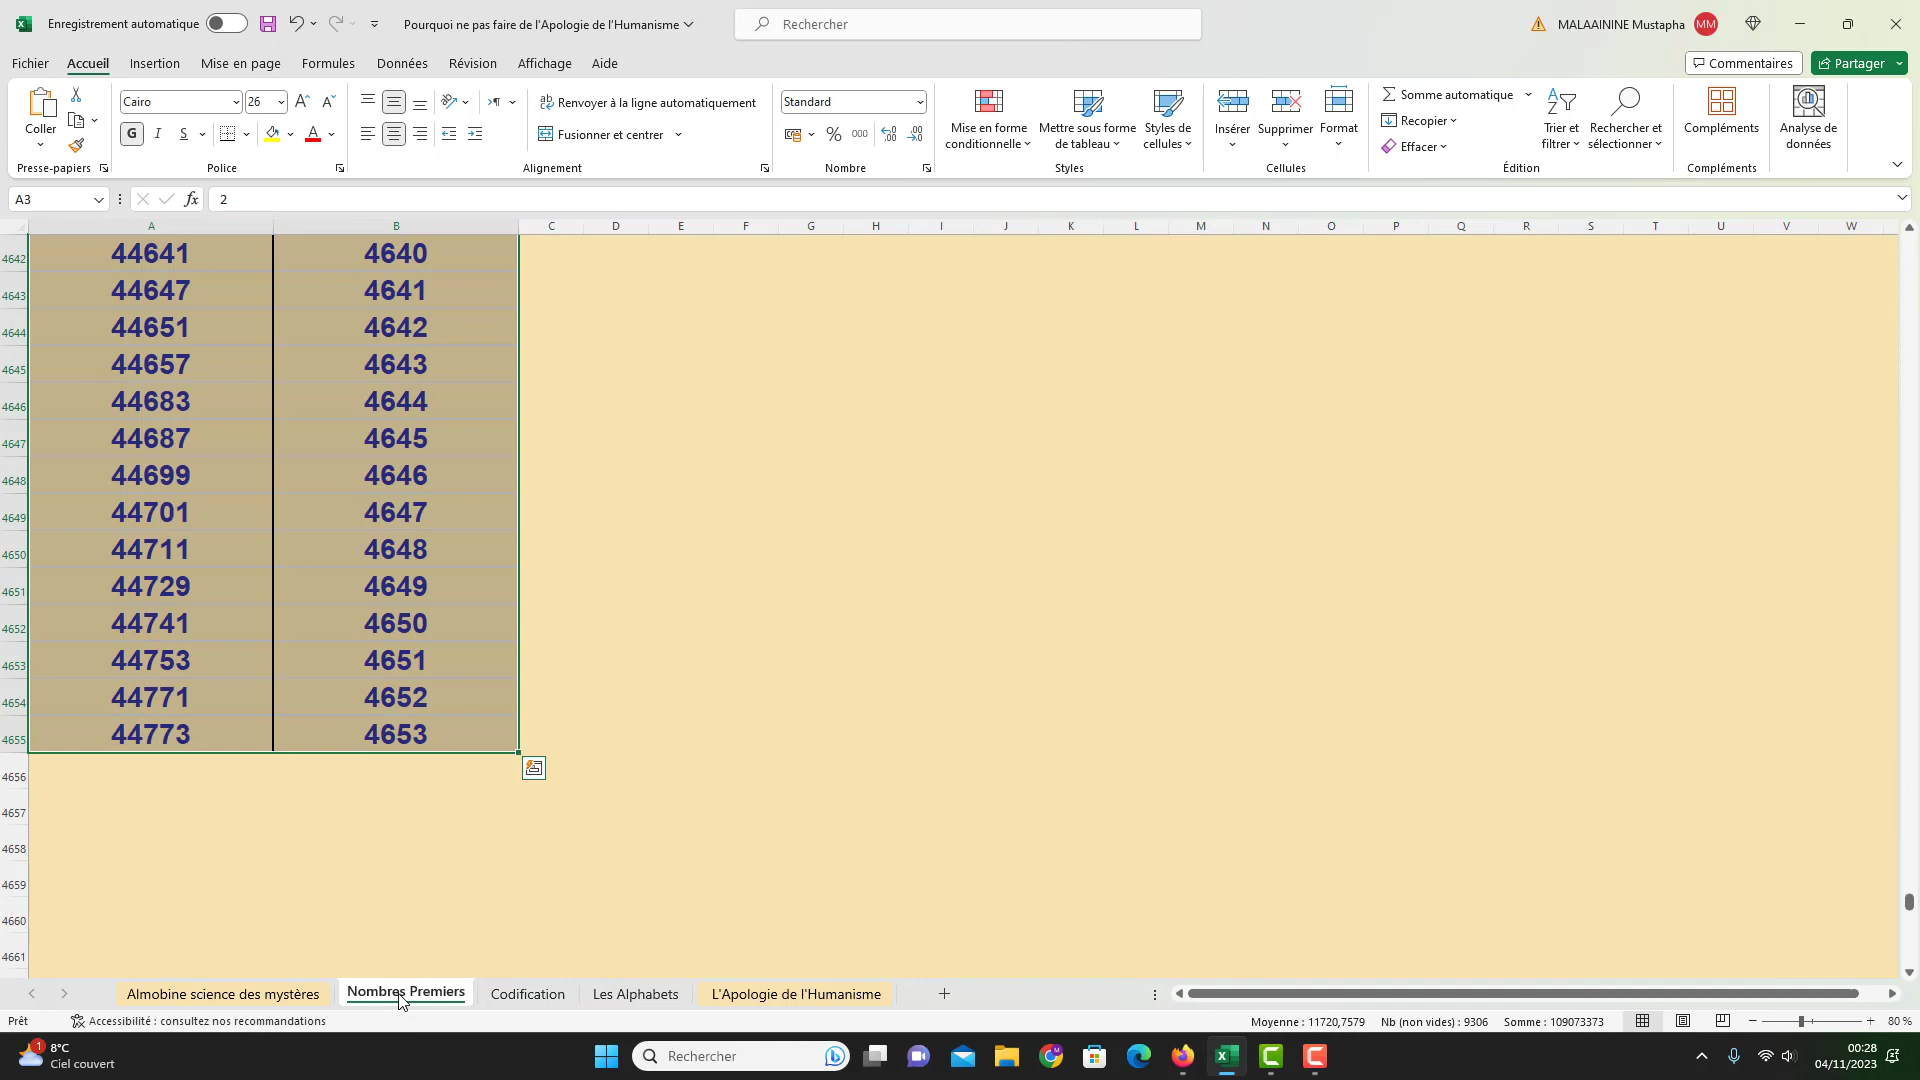 Enregistrement automatique
Pourquoi ne pas faire de l'Apologie de l'Humanisme
Rechercher
MALAAININE Mustapha MM
Fichier Accueil Insertion Mise en page Formules Données Révision Affichage Aide
Commentaires Partager
Coller
Presse-papiers
Cairo 26
G I S
Police
Renvoyer à la ligne automatiquement
Fusionner et centrer
Alignement
Standard
% 000
Nombre
Mise en forme conditionnelle
Mettre sous forme de tableau
Styles de cellules
Styles
Insérer Supprimer Format
Cellules
Somme automatique
Recopier
Effacer
Trier et filtrer
Rechercher et sélectionner
Édition
Compléments
Compléments
Analyse de données
A3 fx 2
A B C D E F G H I J K L M N O P Q R S T U V W
4642 44641 4640
4643 44647 4641
4644 44651 4642
4645 44657 4643
4646 44683 4644
4647 44687 4645
4648 44699 4646
4649 44701 4647
4650 44711 4648
4651 44729 4649
4652 44741 4650
4653 44753 4651
4654 44771 4652
4655 44773 4653
4656
4657
4658
4659
4660
4661
Almobine science des mystères Nombres Premiers Codification Les Alphabets L'Apologie de l'Humanisme
Prêt Accessibilité : consultez nos recommandations Moyenne : 11720,7579 Nb (non vides) : 9306 Somme : 109073373 80 %
1 8°C
Ciel couvert
Rechercher
00:28
04/11/2023